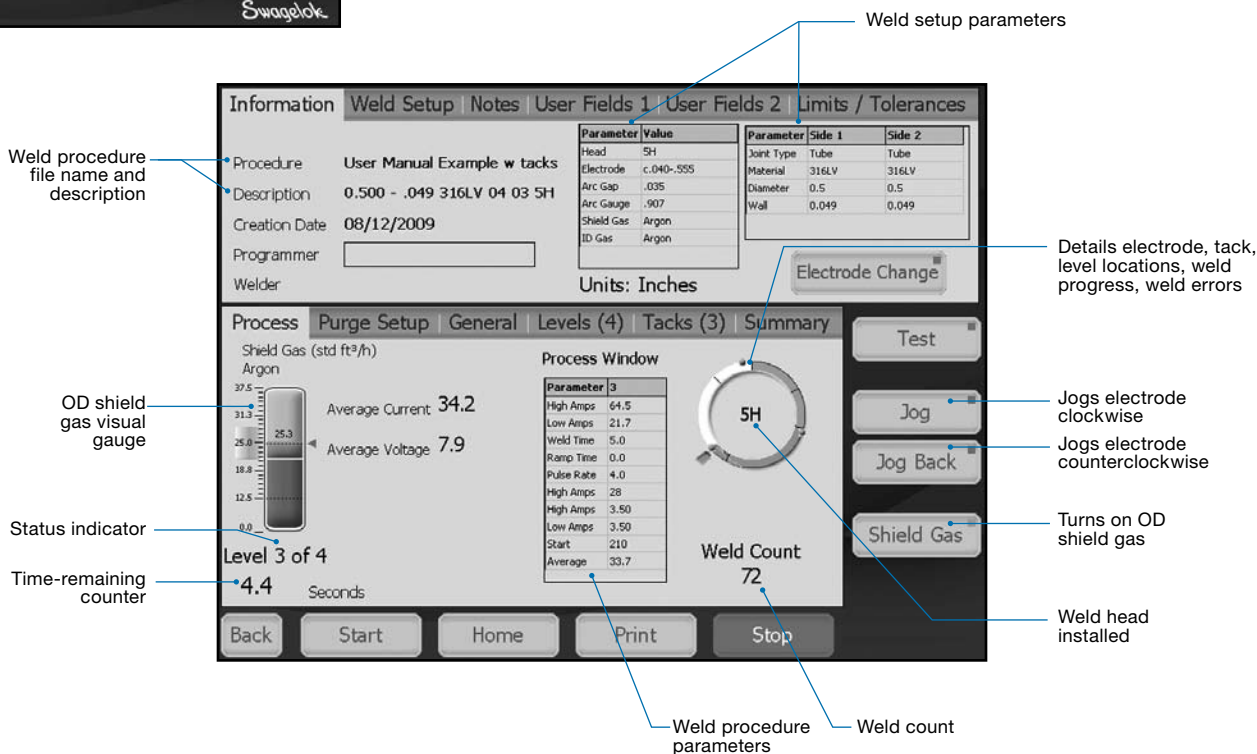 Swagelok
Weld setup parameters
Information Weld Setup Notes User Fields 1 User Fields 2 Limits / Tolerances
Weld procedure
file name and
description
Procedure User Manual Example w tacks
Description 0.500 - .049 316LV 04 03 5H
Creation Date 08/12/2009
Programmer
Welder
Parameter Value
Head 5H
Electrode c.040-.555
Arc Gap .035
Arc Gauge .907
Shield Gas Argon
ID Gas Argon
Units: Inches
Parameter Side 1 Side 2
Joint Type Tube Tube
Material 316LV 316LV
Diameter 0.5 0.5
Wall 0.049 0.049
Electrode Change
Details electrode, tack,
level locations, weld
progress, weld errors
Process Purge Setup General Levels (4) Tacks (3) Summary
Shield Gas (std ft³/h)
Argon
37.5
31.3
25.0
18.8
12.5
0.0
25.3
OD shield
gas visual
gauge
Average Current 34.2
Average Voltage 7.9
Process Window
Parameter 3
High Amps 64.5
Low Amps 21.7
Weld Time 5.0
Ramp Time 0.0
Pulse Rate 4.0
High Amps 28
High Amps 3.50
Low Amps 3.50
Start 210
Average 33.7
5H
Weld Count
72
Test
Jog
Jogs electrode
clockwise
Jog Back
Jogs electrode
counterclockwise
Shield Gas
Turns on OD
shield gas
Status indicator
Level 3 of 4
Time-remaining
counter
4.4 Seconds
Weld head
installed
Back Start Home Print Stop
Weld procedure
parameters
Weld count